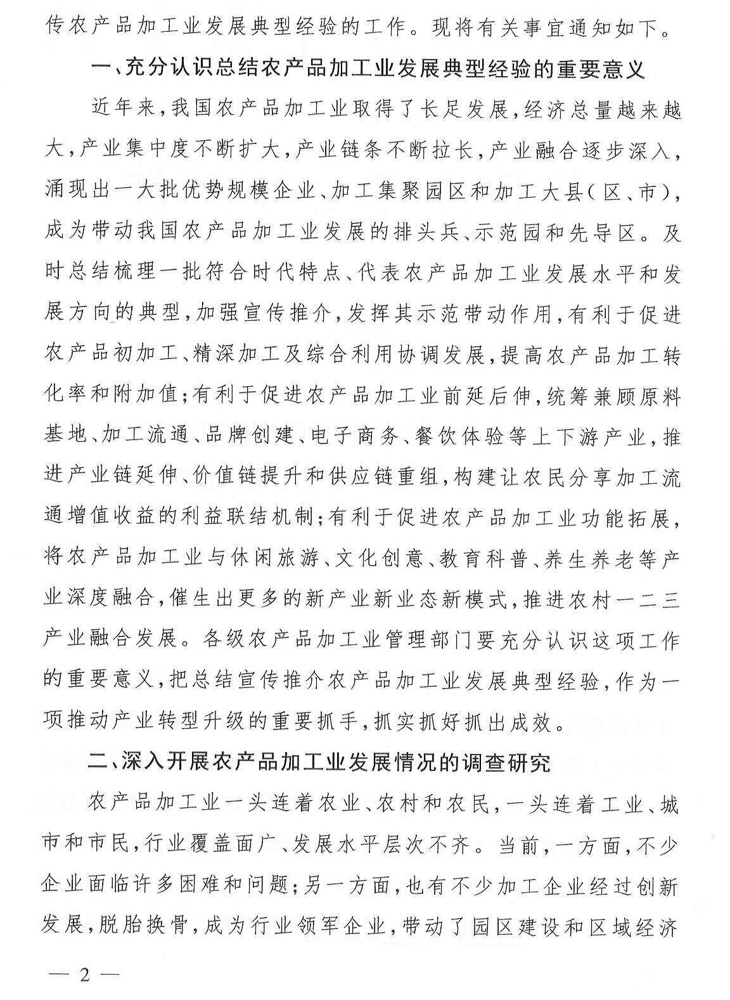 传农产品加工业发展典型经验的工作。现将有关事宜通知如下。
一、充分认识总结农产品加工业发展典型经验的重要意义
近年来,我国农产品加工业取得了长足发展,经济总量越来越
大,产业集中度不断扩大,产业链条不断拉长,产业融合逐步深入,
涌现出一大批优势规模企业、加工集聚园区和加工大县(区、市),
成为带动我国农产品加工业发展的排头兵、示范园和先导区。及
时总结梳理一批符合时代特点、代表农产品加工业发展水平和发
展方向的典型,加强宣传推介,发挥其示范带动作用,有利于促进
农产品初加工、精深加工及综合利用协调发展,提高农产品加工转
化率和附加值;有利于促进农产品加工业前延后伸,统筹兼顾原料
基地、加工流通、品牌创建、电子商务、餐饮体验等上下游产业,推
进产业链延伸、价值链提升和供应链重组,构建让农民分享加工流
通增值收益的利益联结机制;有利于促进农产品加工业功能拓展,
将农产品加工业与休闲旅游、文化创意、教育科普、养生养老等产
业深度融合,催生出更多的新产业新业态新模式,推进农村一二三
产业融合发展。各级农产品加工业管理部门要充分认识这项工作
的重要意义,把总结宣传推介农产品加工业发展典型经验,作为一
项推动产业转型升级的重要抓手,抓实抓好抓出成效。
二、深入开展农产品加工业发展情况的调查研究
农产品加工业一头连着农业、农村和农民,一头连着工业、城
市和市民,行业覆盖面广、发展水平层次不齐。当前,一方面,不少
企业面临许多困难和问题;另一方面,也有不少加工企业经过创新
发展,脱胎换骨,成为行业领军企业,带动了园区建设和区域经济
— 2 —